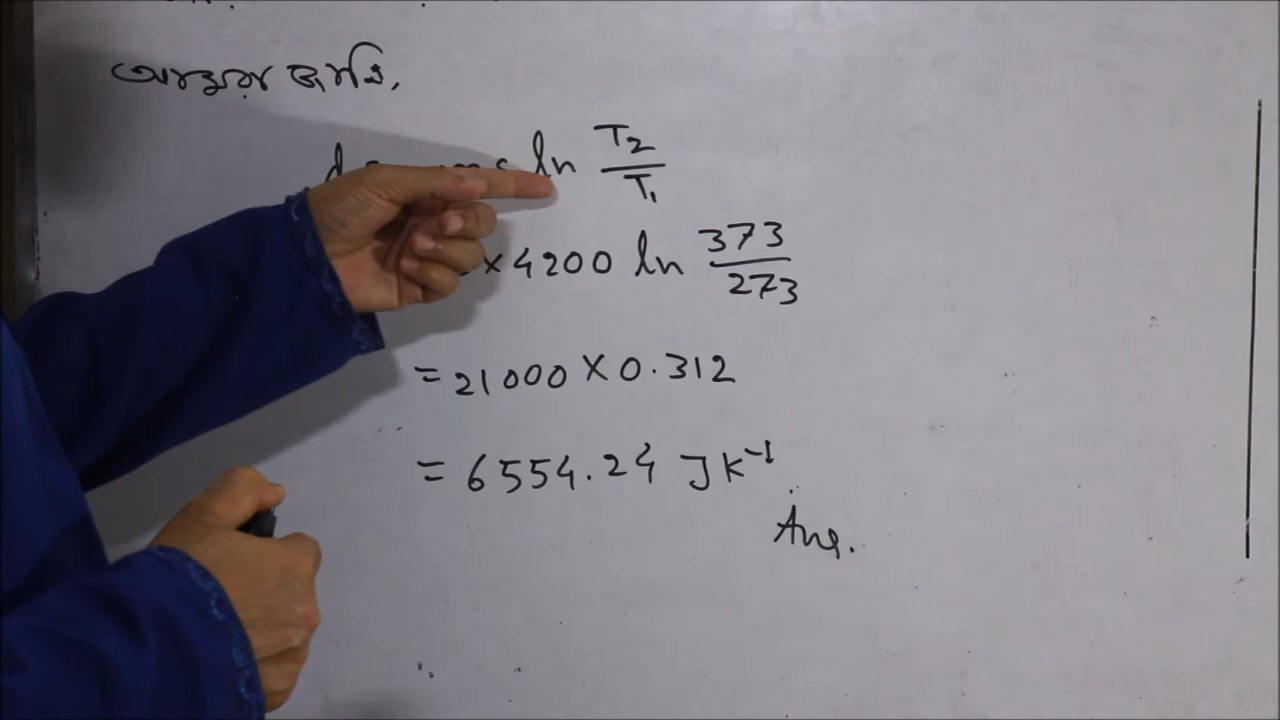 আমরা জানি,
ln T₂/T₁
×4200 ln 373/273
= 21000 × 0.312
= 6554.24 JK⁻¹
Ans.